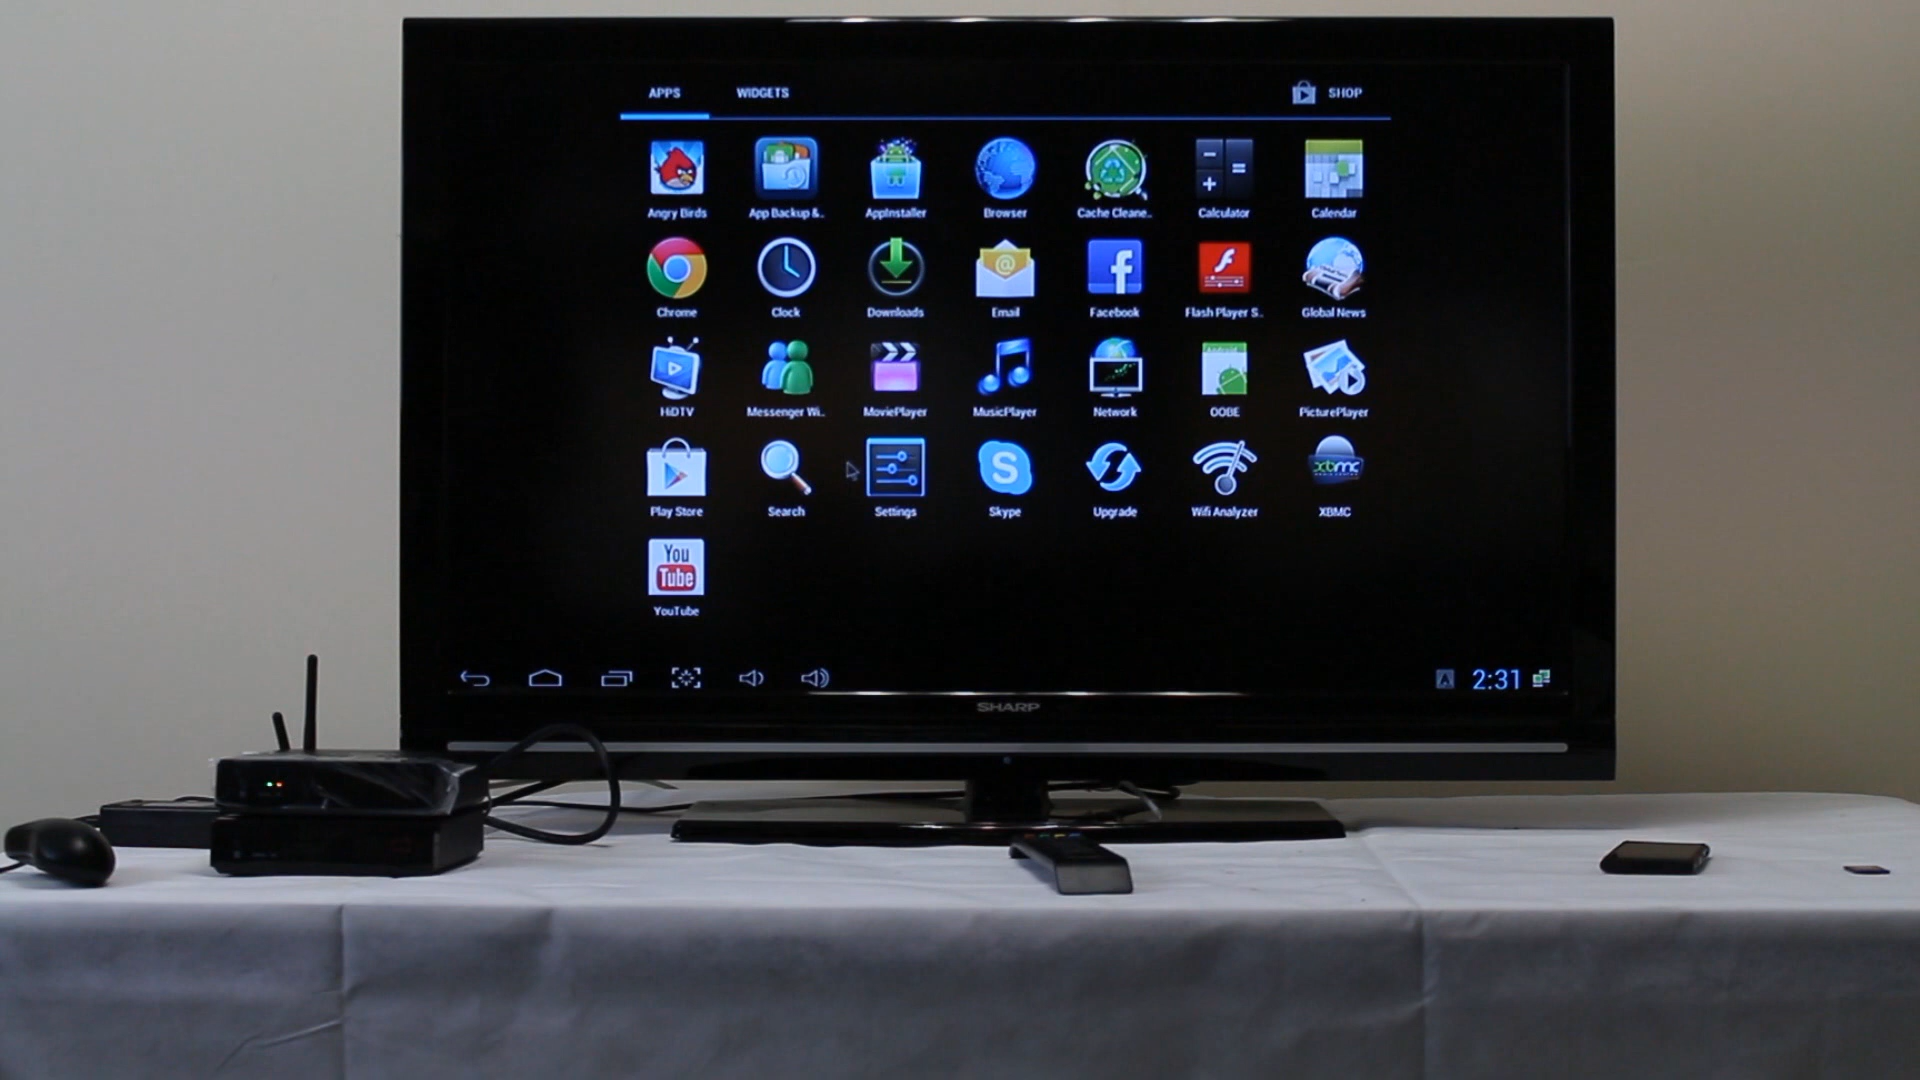 APPS WIDGETS SHOP
Angry Birds App Backup &.. AppInstaller Browser Cache Cleane.. Calculator Calendar
Chrome Clock Downloads Email Facebook Flash Player S.. Global News
HiDTV Messenger Wi.. MoviePlayer MusicPlayer Network OOBE PicturePlayer
xbmc
Play Store Search Settings Skype Upgrade Wifi Analyzer XBMC
You
Tube
YouTube
2:31
SHARP